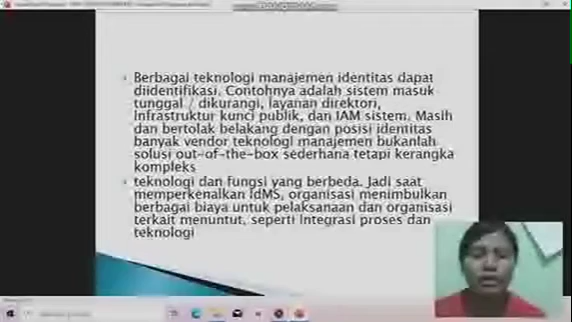 Berbagai teknologi manajemen identitas dapat
diidentifikasi. Contohnya adalah sistem masuk
tunggal / dikurangi, layanan direktori,
infrastruktur kunci publik, dan IAM sistem. Masih
dan bertolak belakang dengan posisi identitas
banyak vendor teknologi manajemen bukanlah
solusi out-of-the-box sederhana tetapi kerangka
kompleks
teknologi dan fungsi yang berbeda. Jadi saat
memperkenalkan IdMS, organisasi menimbulkan
berbagai biaya untuk pelaksanaan dan organisasi
terkait menuntut, seperti integrasi proses dan
teknologi